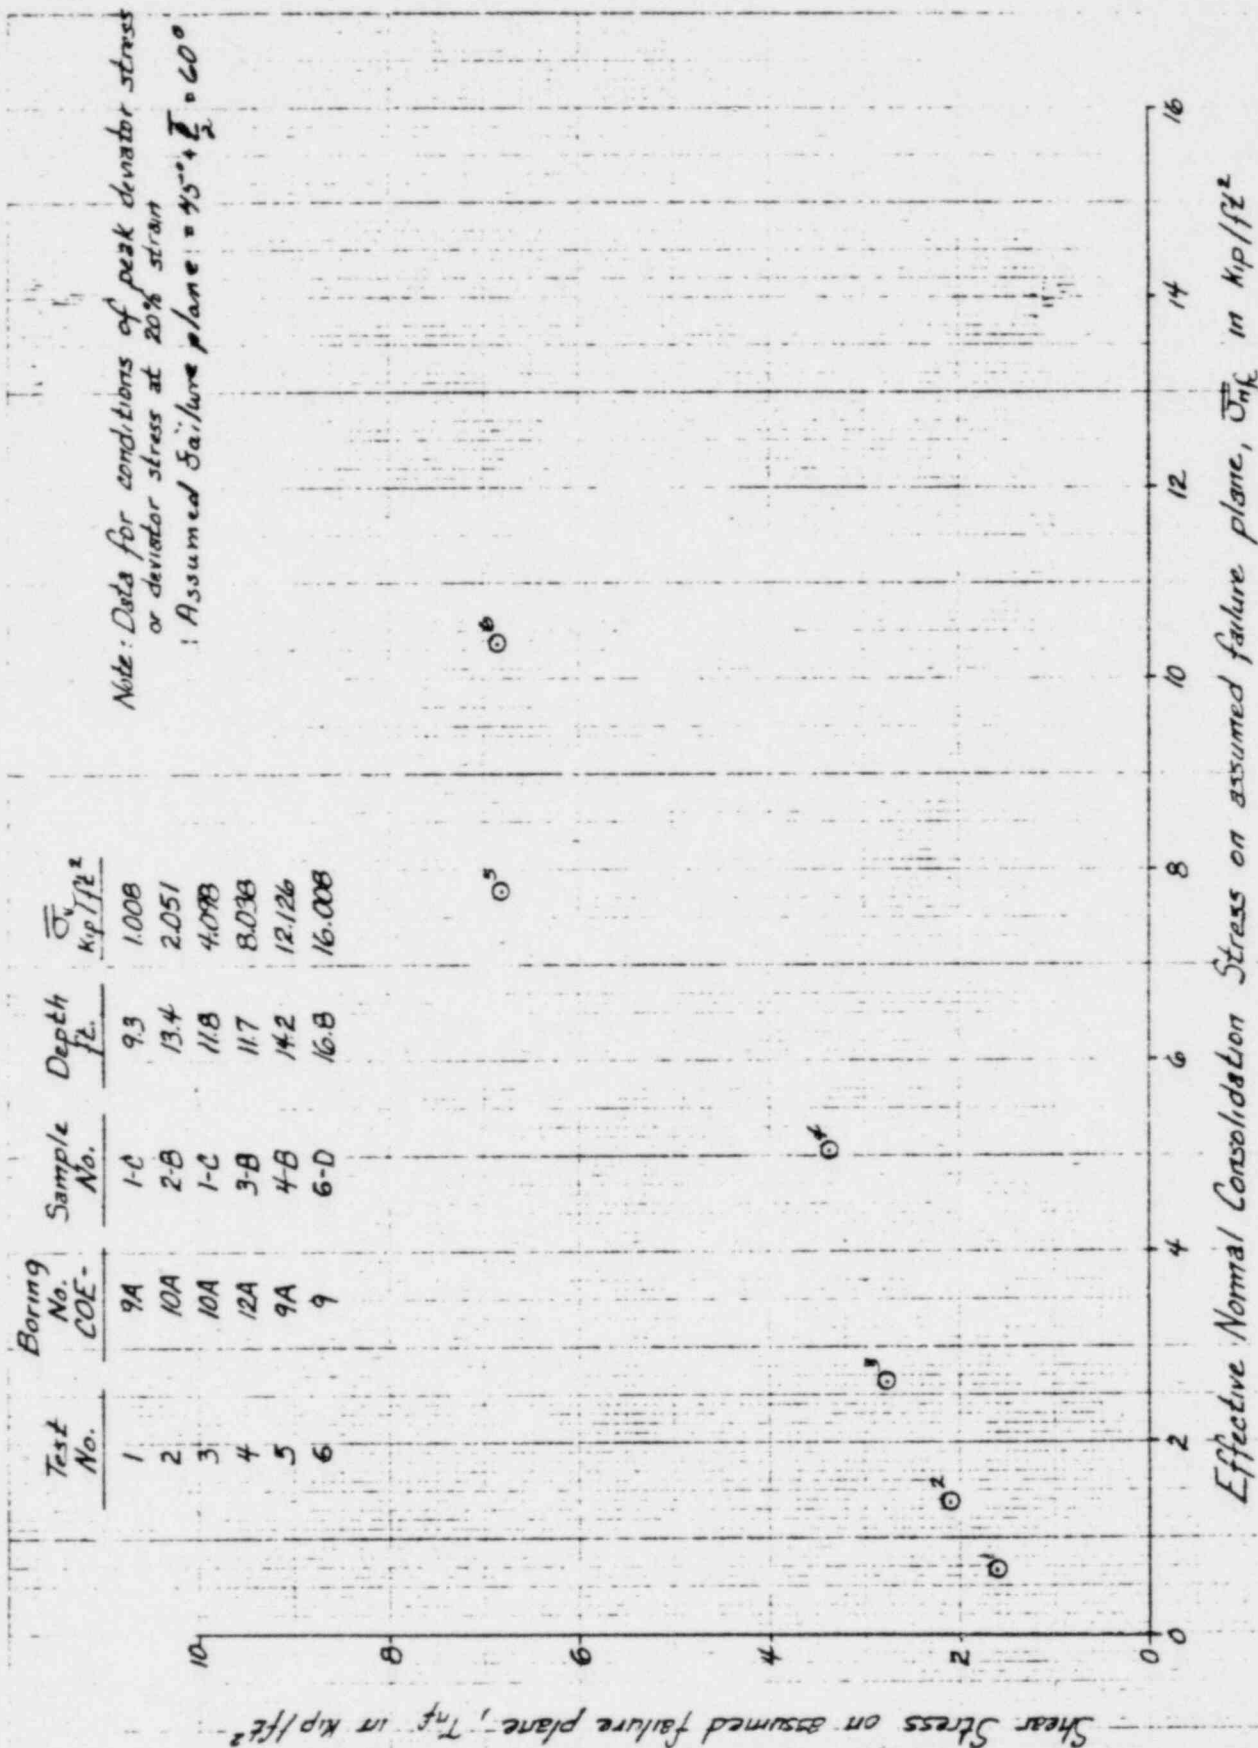 Note: Data for conditions of peak deviator stress
or deviator stress at 20% strain
: Assumed failure plane = 45° + φ̅/2 = 60°
Test No. Boring No. COE- Sample No. Depth ft. σ̅ kip/ft²
1 9A 1-C 9.3 1.008
2 10A 2-B 13.4 2.051
3 10A 1-C 11.8 4.098
4 12A 3-B 11.7 8.038
5 9A 4-B 14.2 12.126
6 9 6-D 16.8 16.008
Shear Stress on assumed failure plane, τnf in kip/ft²
10
8
6
4
2
0
1
2
3
4
5
6
0 2 4 6 8 10 12 14 16
Effective Normal Consolidation Stress on assumed failure plane, σ̅nfc in kip/ft²